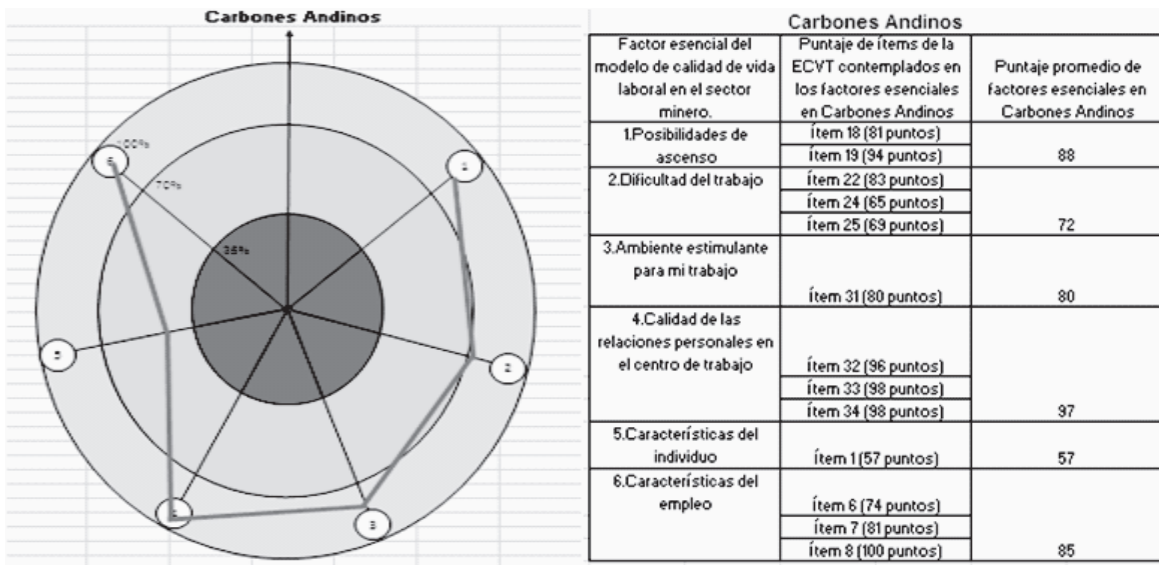 Carbones Andinos
100%
70%
35%
6
1
5
2
4
3
Carbones Andinos
Factor esencial del
modelo de calidad de vida
laboral en el sector
minero.
Puntaje de ítems de la
ECVT contemplados en
los factores esenciales
en Carbones Andinos
Puntaje promedio de
factores esenciales en
Carbones Andinos
1.Posibilidades de
ascenso
Ítem 18 (81 puntos)
Ítem 19 (94 puntos)
88
2.Dificultad del trabajo
Ítem 22 (83 puntos)
Ítem 24 (65 puntos)
Ítem 25 (69 puntos)
72
3.Ambiente estimulante
para mi trabajo
Ítem 31 (80 puntos)
80
4.Calidad de las
relaciones personales en
el centro de trabajo
Ítem 32 (96 puntos)
Ítem 33 (98 puntos)
Ítem 34 (98 puntos)
97
5.Características del
individuo
Ítem 1 (57 puntos)
57
6.Características del
empleo
Ítem 6 (74 puntos)
Ítem 7 (81 puntos)
Ítem 8 (100 puntos)
85